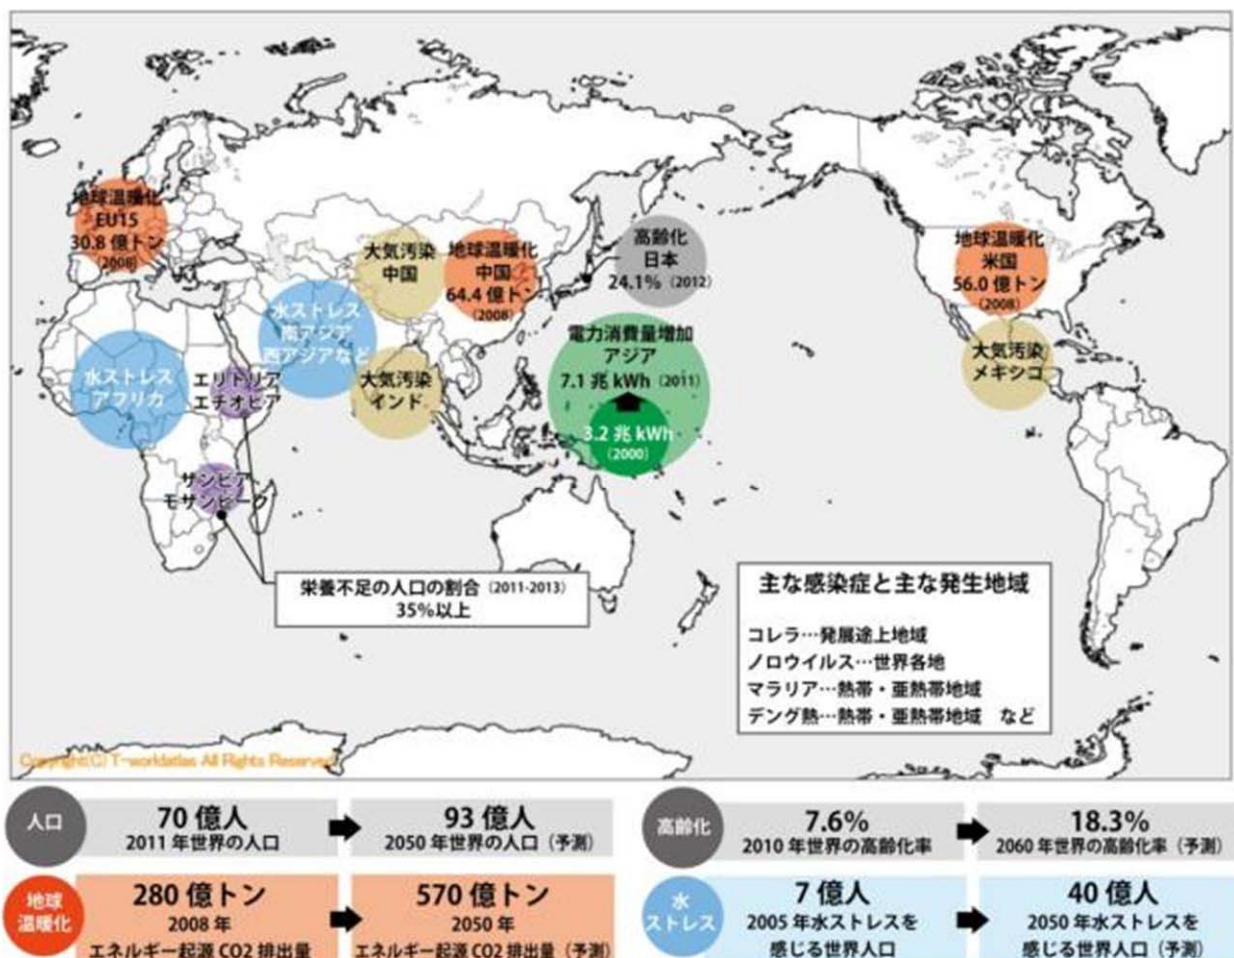 地球温暖化
EU15
30.8 億トン
(2008)
大気汚染
中国
地球温暖化
中国
64.4 億トン
(2008)
高齢化
日本
24.1%（2012）
地球温暖化
米国
56.0 億トン
(2008)
水ストレス
南アジア
西アジアなど
水ストレス
アフリカ
エリトリア
エチオピア
大気汚染
インド
電力消費量増加
アジア
7.1 兆 kWh（2011）
3.2 兆 kWh
(2000)
大気汚染
メキシコ
ザンビア、
モザンビーク
栄養不足の人口の割合（2011-2013）
35%以上
主な感染症と主な発生地域
コレラ…発展途上地域
ノロウイルス…世界各地
マラリア…熱帯・亜熱帯地域
デング熱…熱帯・亜熱帯地域　など
Copyright(C) T-worldatlas All Rights Reserved
人口
70 億人
2011 年世界の人口
93 億人
2050 年世界の人口（予測）
高齢化
7.6%
2010 年世界の高齢化率
18.3%
2060 年世界の高齢化率（予測）
地球
温暖化
280 億トン
2008 年
エネルギー起源 CO2 排出量
570 億トン
2050 年
エネルギー起源 CO2 排出量（予測）
水
ストレス
7 億人
2005 年水ストレスを
感じる世界人口
40 億人
2050 年水ストレスを
感じる世界人口（予測）